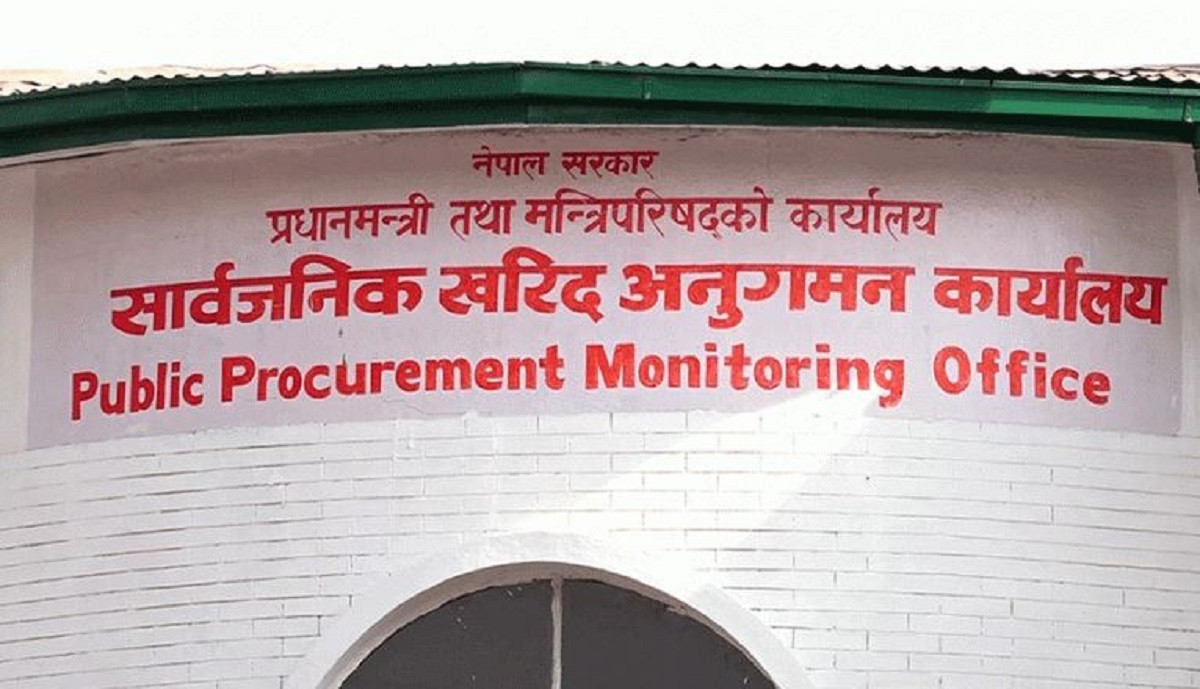 नेपाल सरकार
प्रधानमन्त्री तथा मन्त्रिपरिषद्को कार्यालय
सार्वजनिक खरिद अनुगमन कार्यालय
Public Procurement Monitoring Office